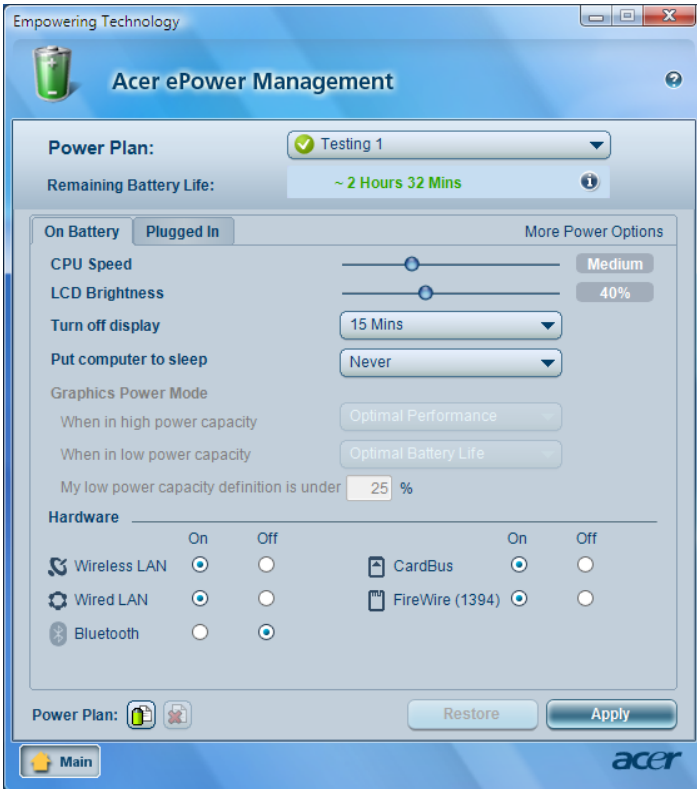 Empowering Technology
Acer ePower Management
Power Plan: Testing 1
Remaining Battery Life: ~ 2 Hours 32 Mins
On Battery Plugged In More Power Options
CPU Speed Medium
LCD Brightness 40%
Turn off display 15 Mins
Put computer to sleep Never
Graphics Power Mode
When in high power capacity Optimal Performance
When in low power capacity Optimal Battery Life
My low power capacity definition is under 25 %
Hardware
On Off On Off
Wireless LAN CardBus
Wired LAN FireWire (1394)
Bluetooth
Power Plan: Restore Apply
Main acer